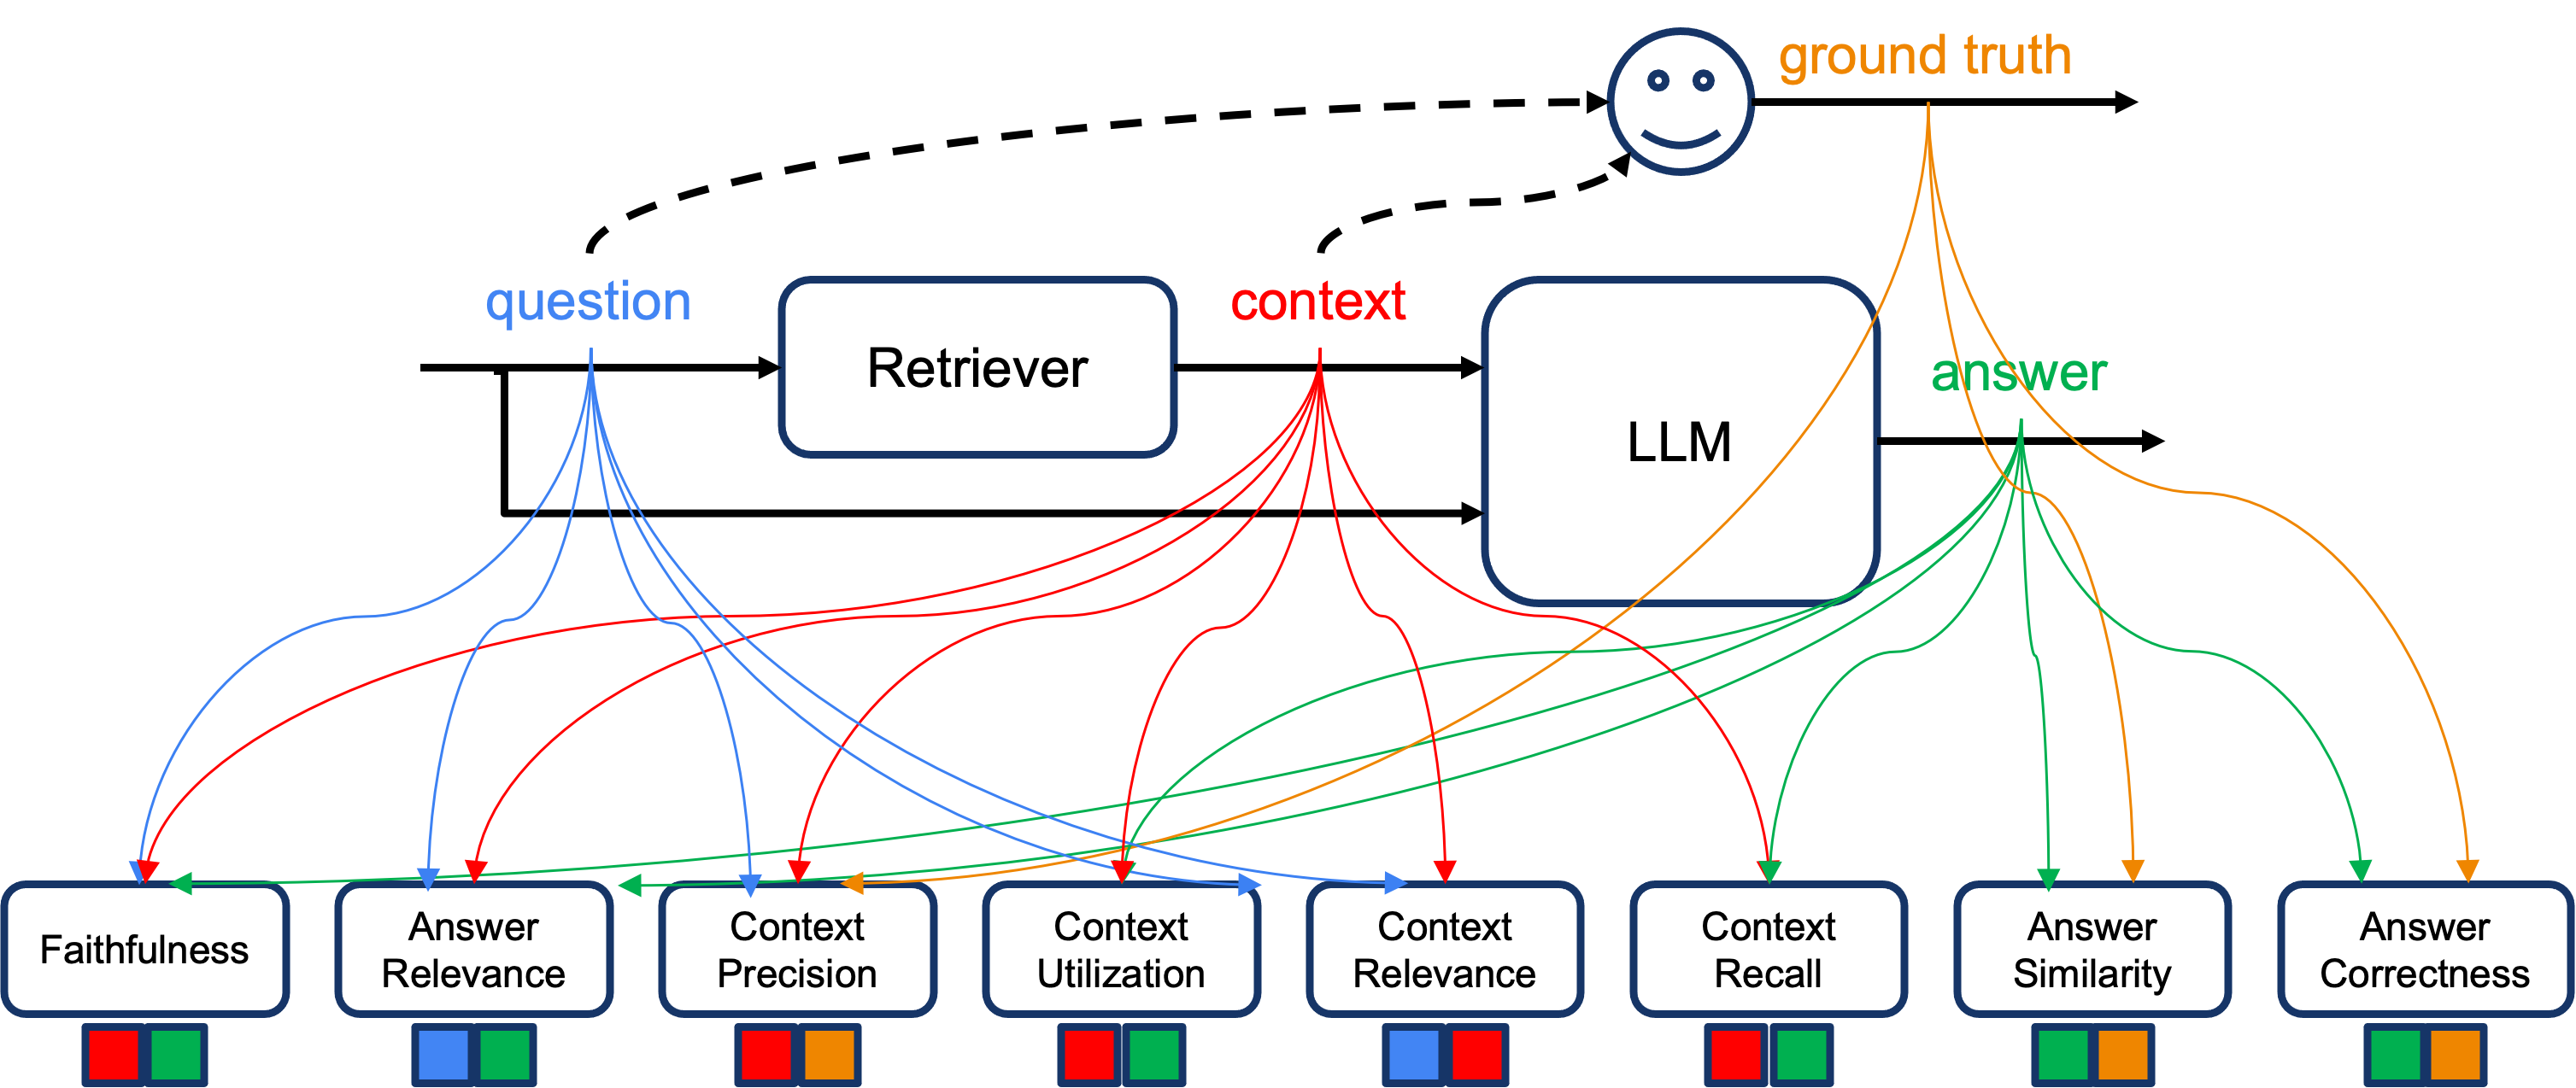 ground truth
question
context
Retriever
answer
LLM
Faithfulness
Answer
Relevance
Context
Precision
Context
Utilization
Context
Relevance
Context
Recall
Answer
Similarity
Answer
Correctness